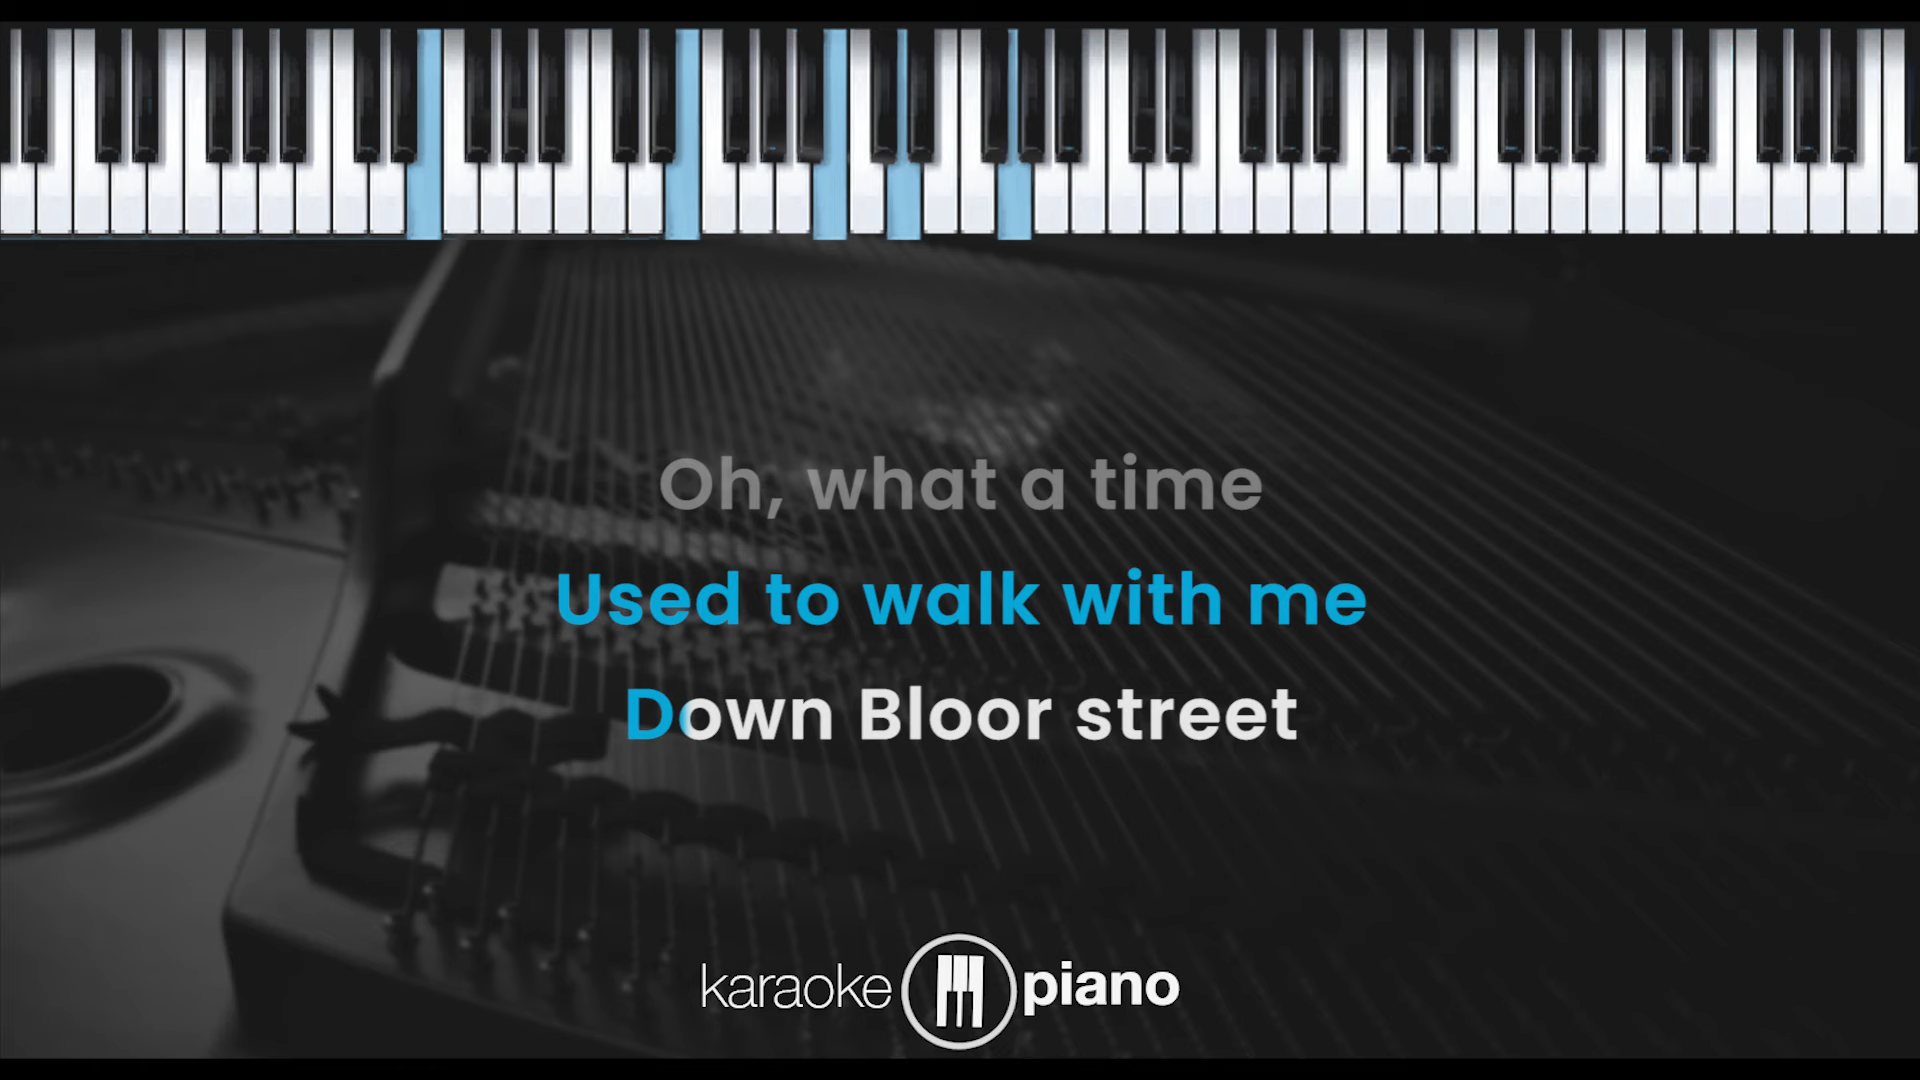 Oh, what a time
Used to walk with me
Down Bloor street
karaoke piano